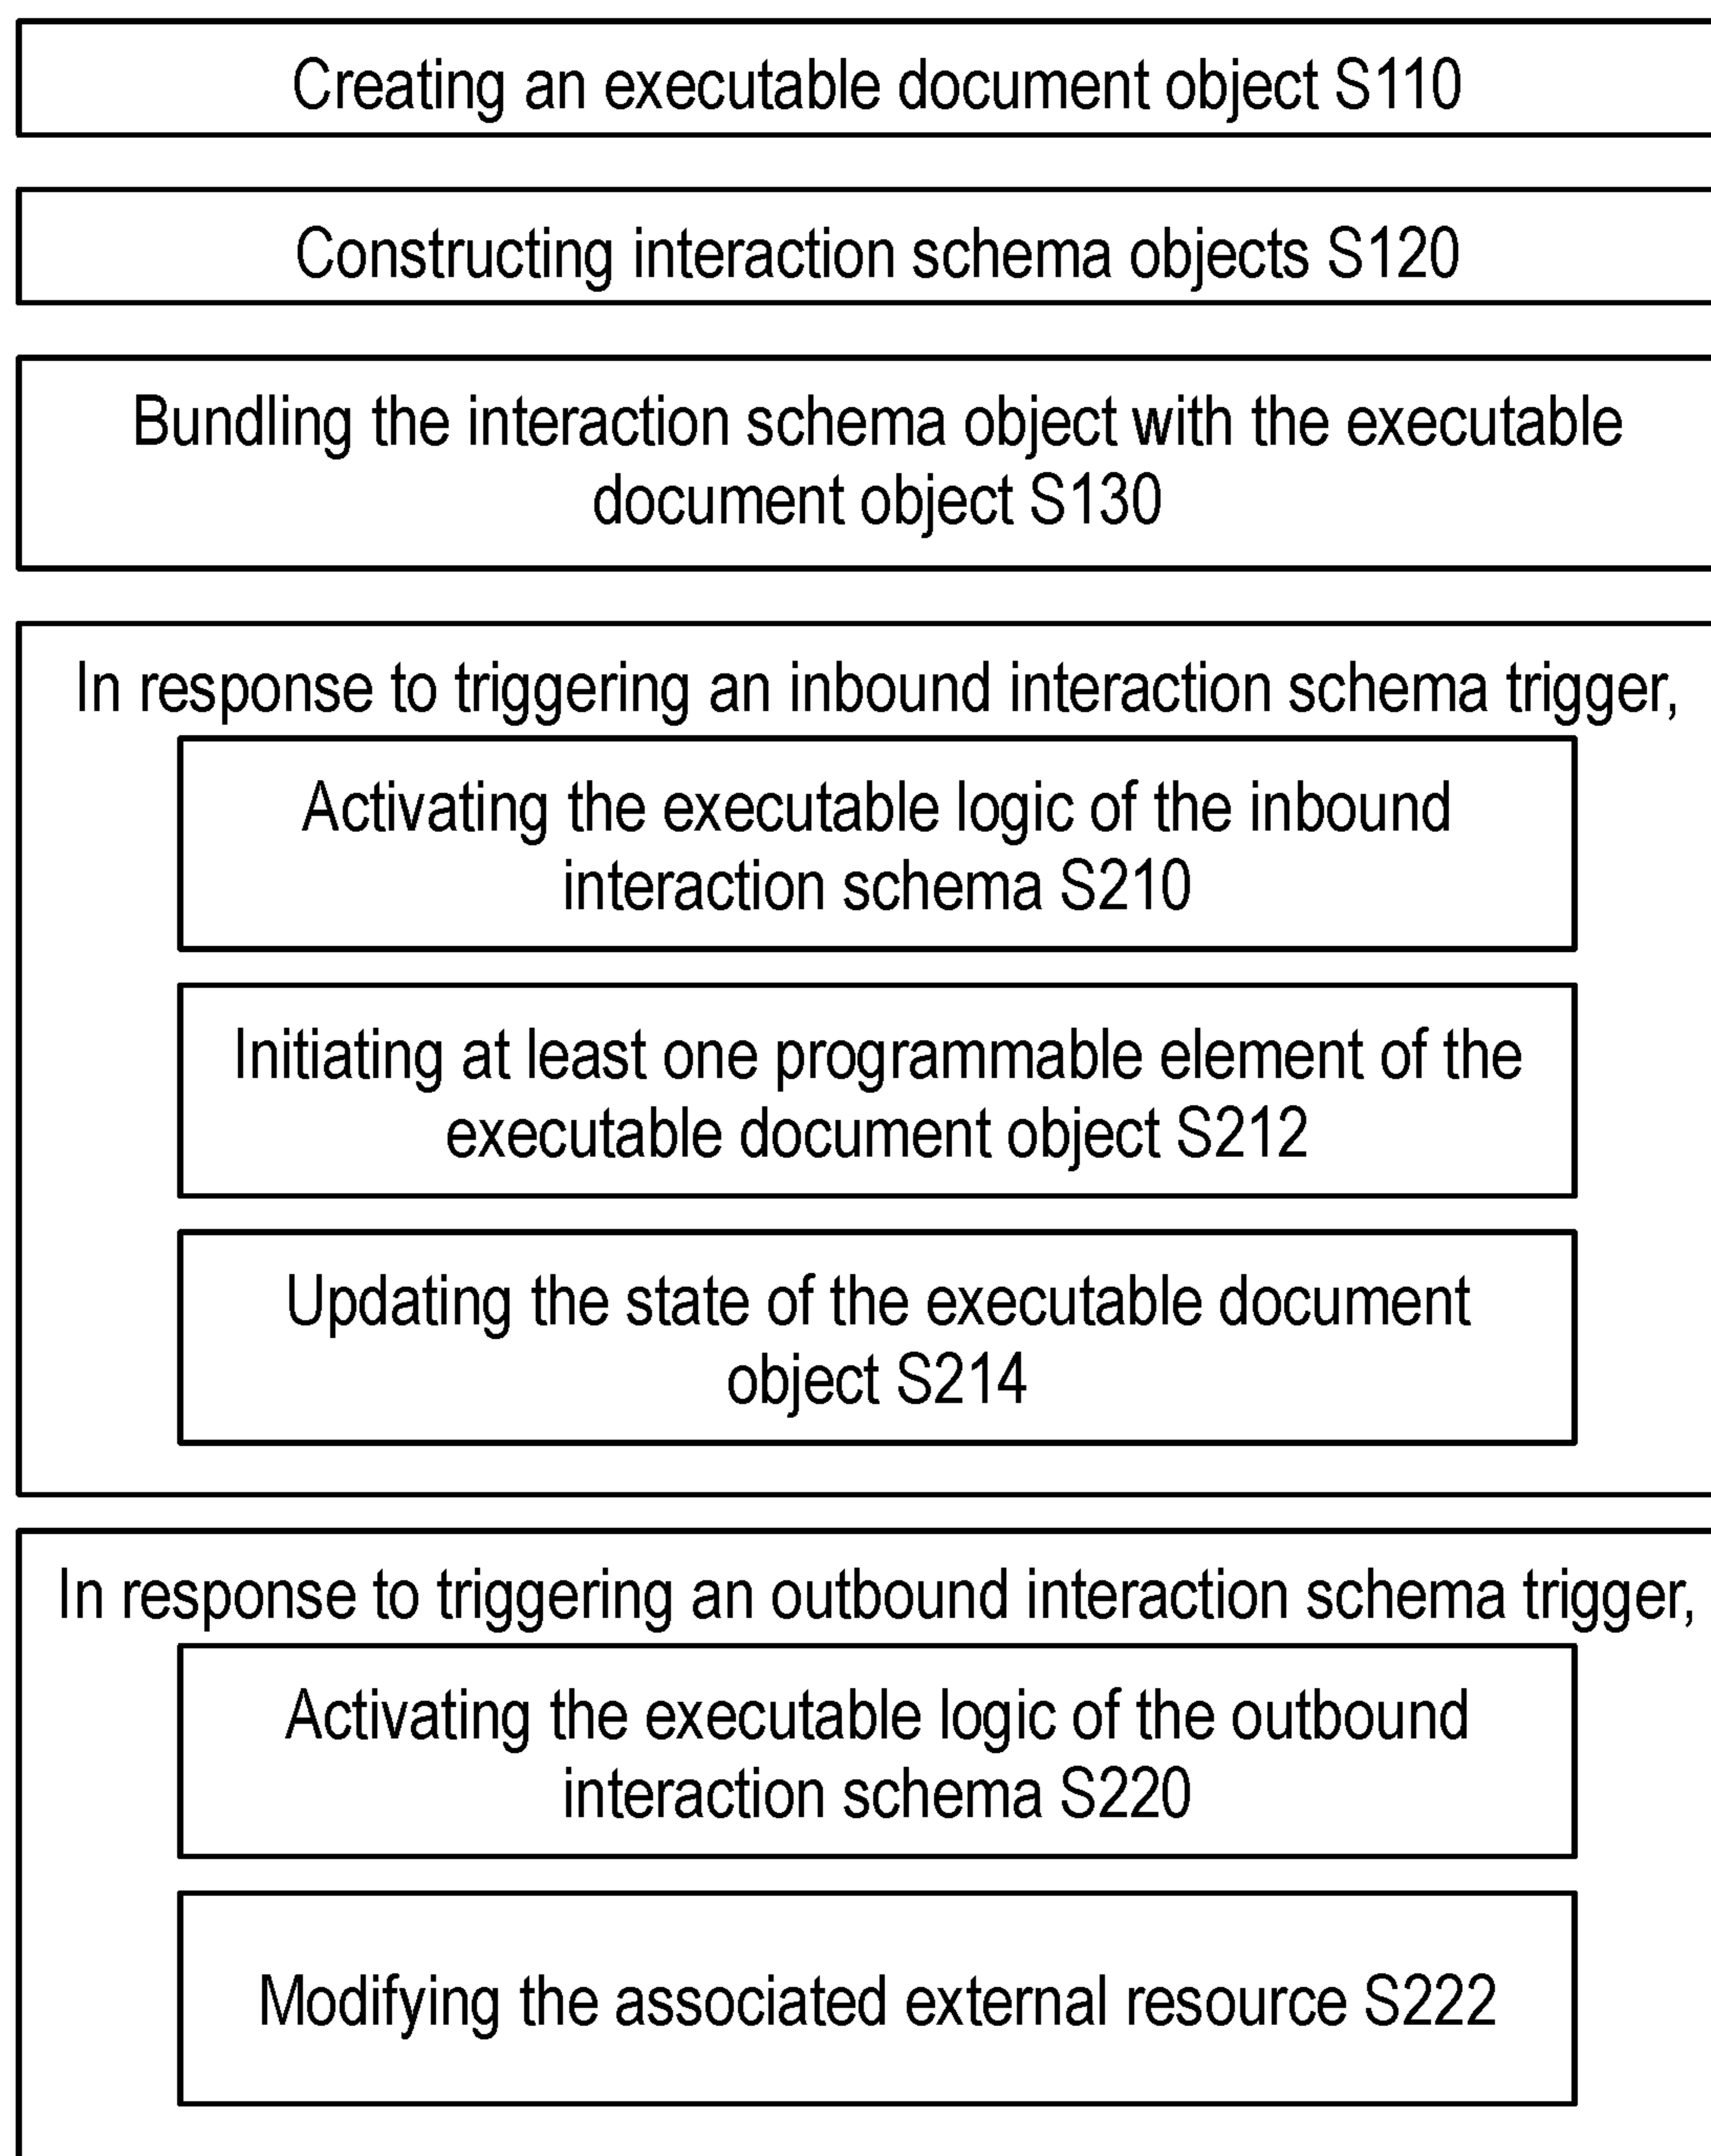 Creating an executable document object S110
Constructing interaction schema objects S120
Bundling the interaction schema object with the executable
document object S130
In response to triggering an inbound interaction schema trigger,
Activating the executable logic of the inbound
interaction schema S210
Initiating at least one programmable element of the
executable document object S212
Updating the state of the executable document
object S214
In response to triggering an outbound interaction schema trigger,
Activating the executable logic of the outbound
interaction schema S220
Modifying the associated external resource S222